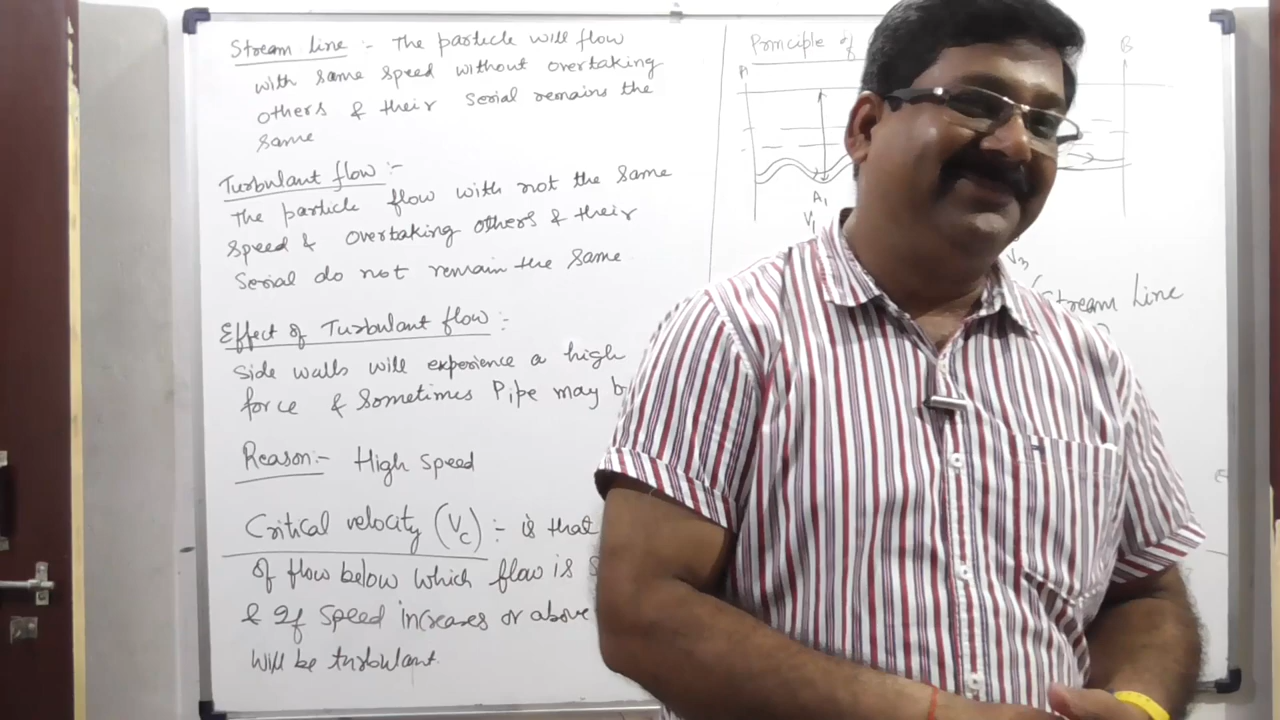 Stream line :- The particle will flow
with same speed without overtaking
others & their serial remains the
same
Turbulant flow :-
The particle flow with not the same
speed & overtaking others & their
serial do not remain the same
Effect of Turbulant flow :-
Side walls will experience a high
force & sometimes Pipe may b
Reason :- High speed
Critical velocity (Vc) :- is that
of flow below which flow is S
& If speed increases or above
will be turbulant.
Principle of
A
B
A1
V1
V3
Stream Line